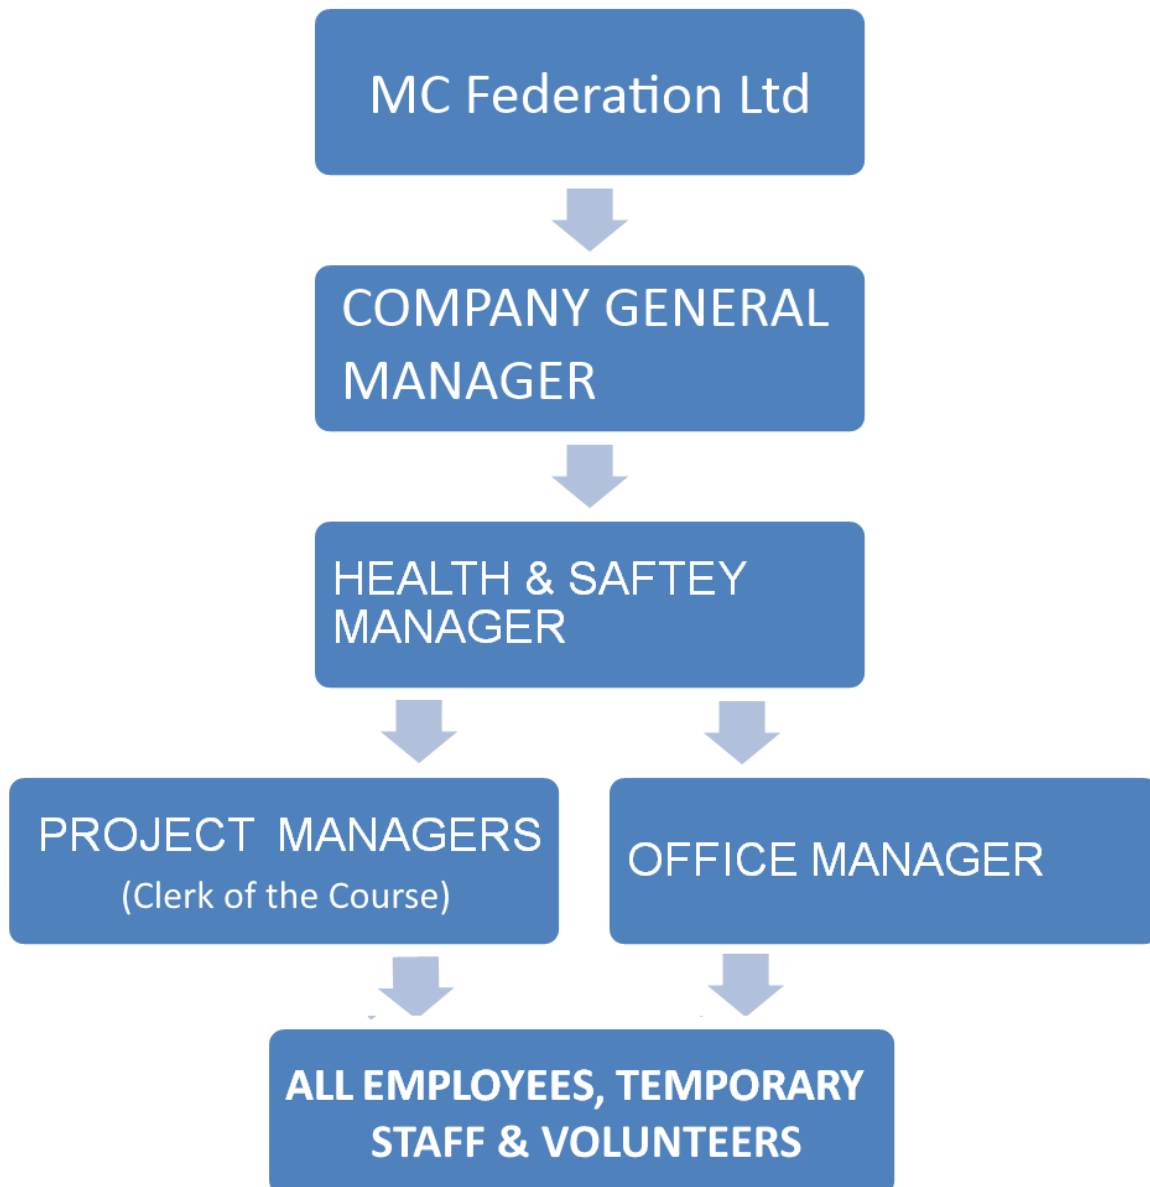 MC Federation Ltd
COMPANY GENERAL
MANAGER
HEALTH & SAFTEY
MANAGER
PROJECT  MANAGERS
(Clerk of the Course)
OFFICE MANAGER
ALL EMPLOYEES, TEMPORARY
STAFF & VOLUNTEERS